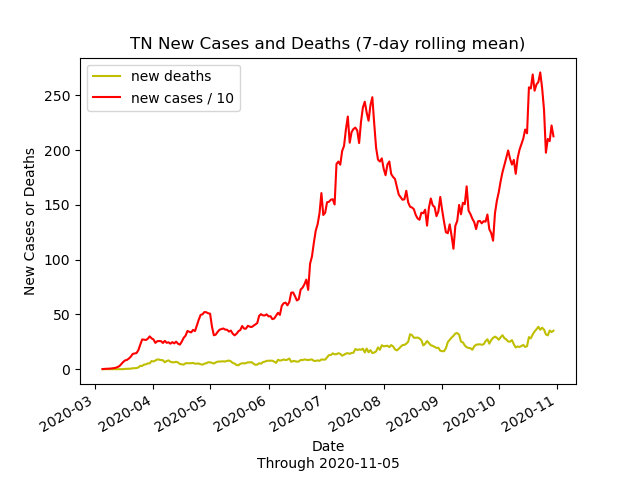 TN New Cases and Deaths (7-day rolling mean)
new deaths
new cases / 10
250
200
150
100
50
0
New Cases or Deaths
2020-03
2020-04
2020-05
2020-06
2020-07
2020-08
2020-09
2020-10
2020-11
Date
Through 2020-11-05